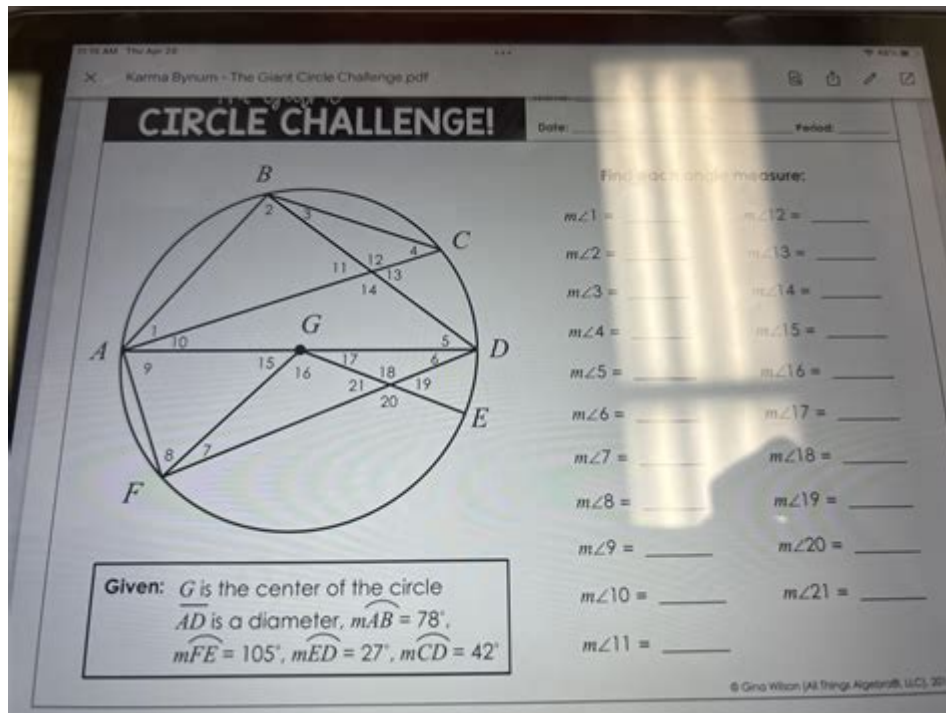 Thu Apr 28
Karma Bynum - The Giant Circle Challenge.pdf
CIRCLE CHALLENGE!
Date:
Period:
Find each angle measure:
B
2
3
C
4
11
12
13
14
A
1
10
G
5
D
9
15
16
17
6
18
21
19
20
E
8
7
F
m∠1 =
m∠2 =
m∠3 =
m∠4 =
m∠5 =
m∠6 =
m∠7 =
m∠8 =
m∠9 =
m∠10 =
m∠11 =
m∠12 =
m∠13 =
m∠14 =
m∠15 =
m∠16 =
m∠17 =
m∠18 =
m∠19 =
m∠20 =
m∠21 =
Given: G is the center of the circle
AD is a diameter, mAB = 78°,
mFE = 105°, mED = 27°, mCD = 42°
© Gina Wilson (All Things Algebra®, LLC),